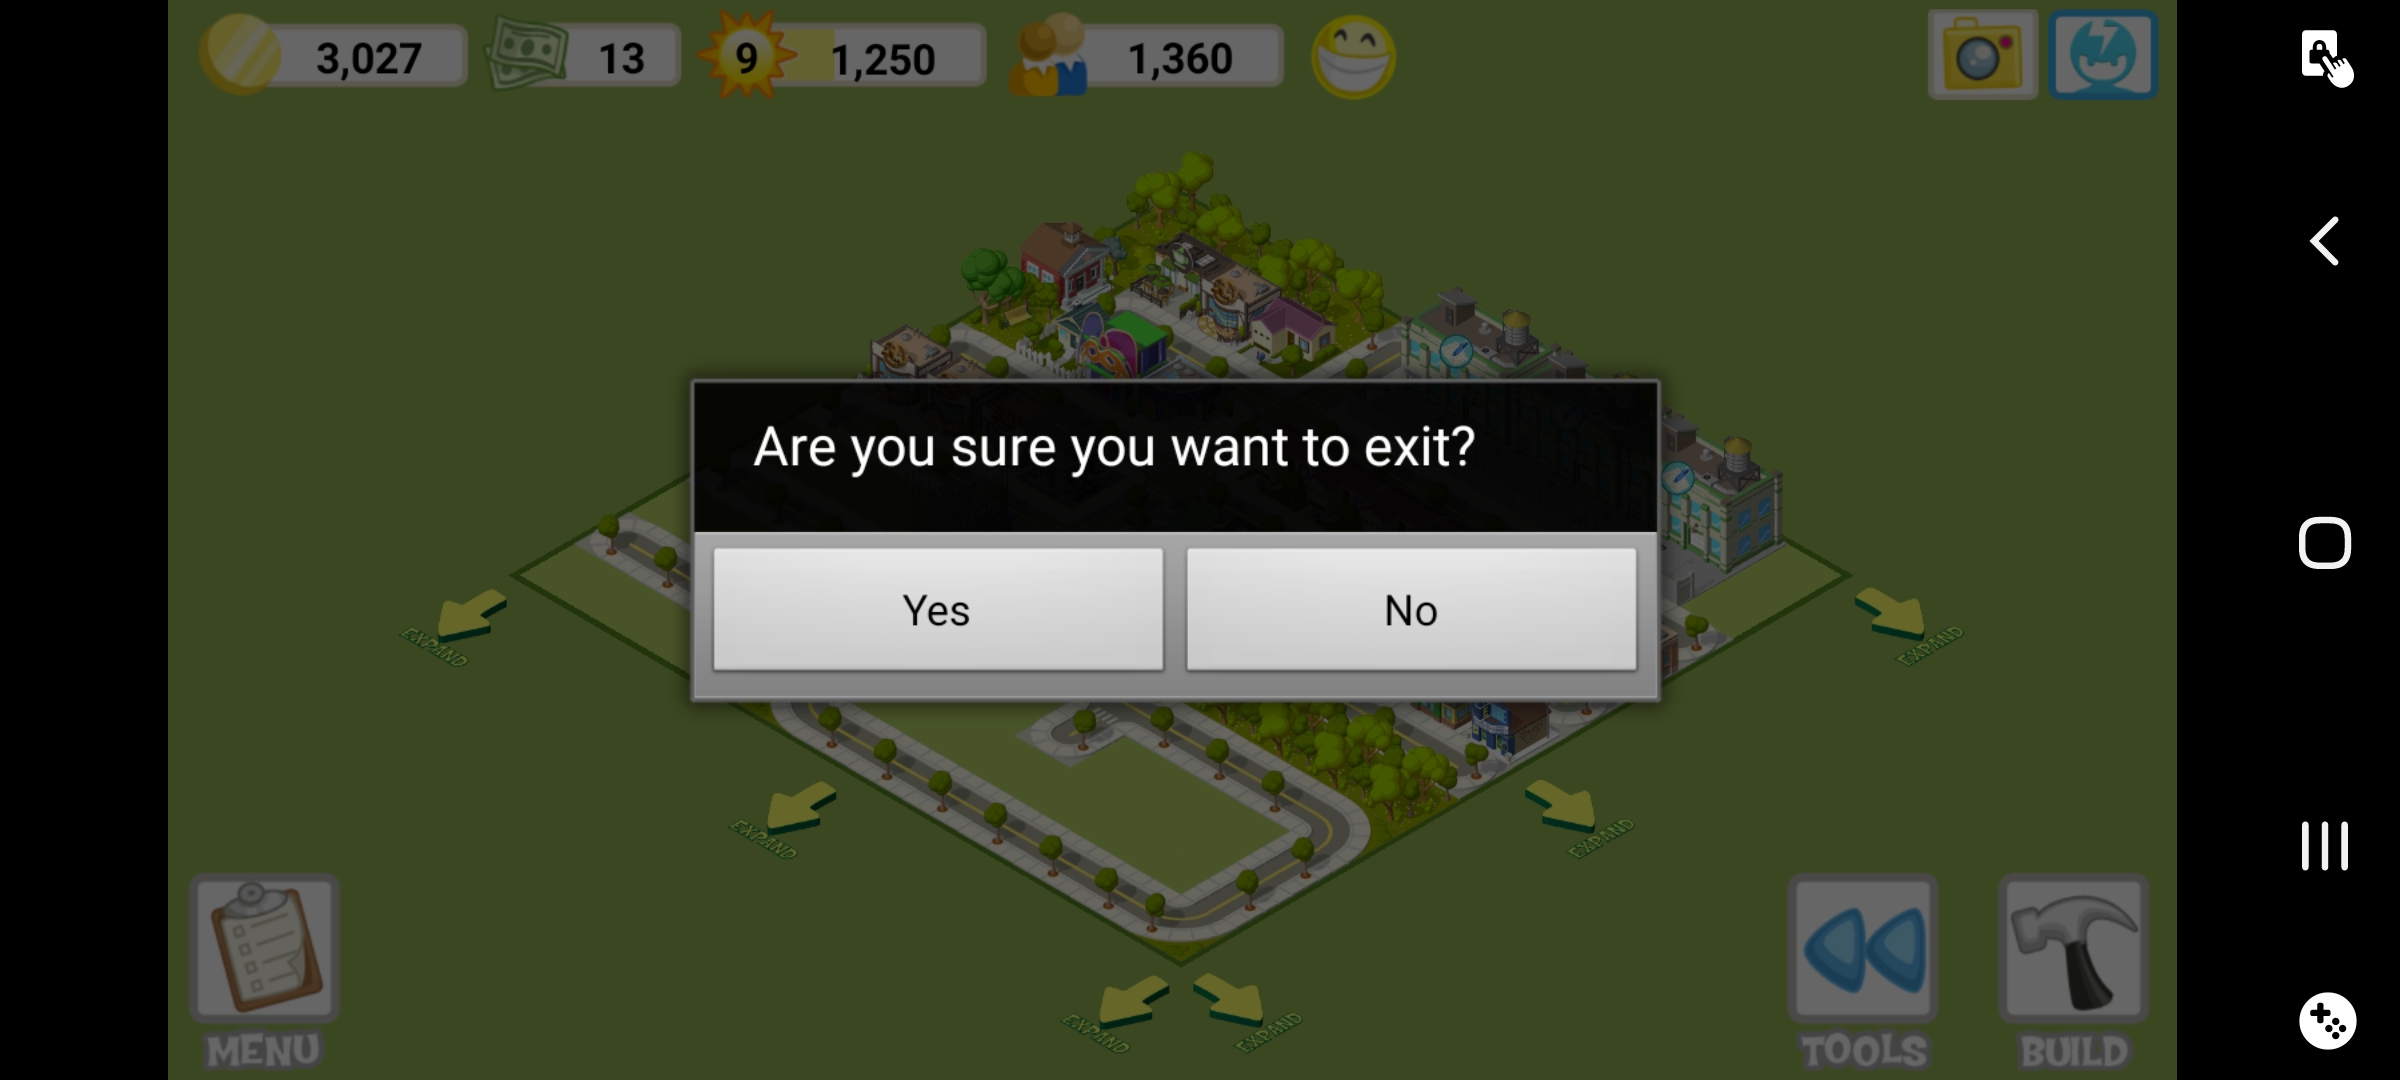 3,027
13
9
1,250
1,360
Are you sure you want to exit?
Yes
No
EXPAND
EXPAND
EXPAND
EXPAND
EXPAND
EXPAND
MENU
TOOLS
BUILD